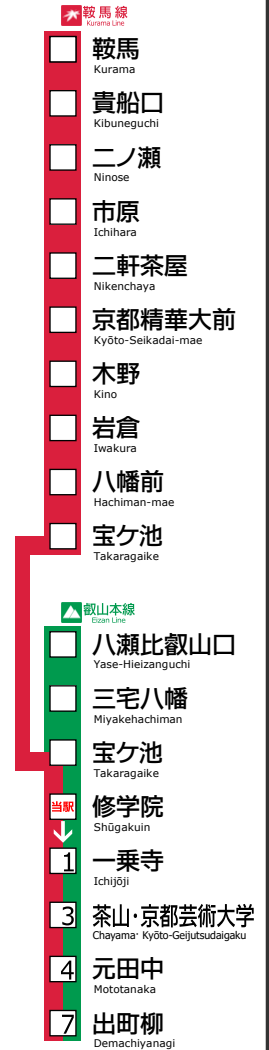 鞍馬線
Kurama Line
鞍馬
Kurama
貴船口
Kibuneguchi
二ノ瀬
Ninose
市原
Ichihara
二軒茶屋
Nikenchaya
京都精華大前
Kyōto-Seikadai-mae
木野
Kino
岩倉
Iwakura
八幡前
Hachiman-mae
宝ケ池
Takaragaike
叡山本線
Eizan Line
八瀬比叡山口
Yase-Hieizanguchi
三宅八幡
Miyakehachiman
宝ケ池
Takaragaike
当駅 修学院
Shūgakuin
1 一乗寺
Ichijōji
3 茶山·京都芸術大学
Chayama· Kyōto-Geijutsudaigaku
4 元田中
Mototanaka
7 出町柳
Demachiyanagi